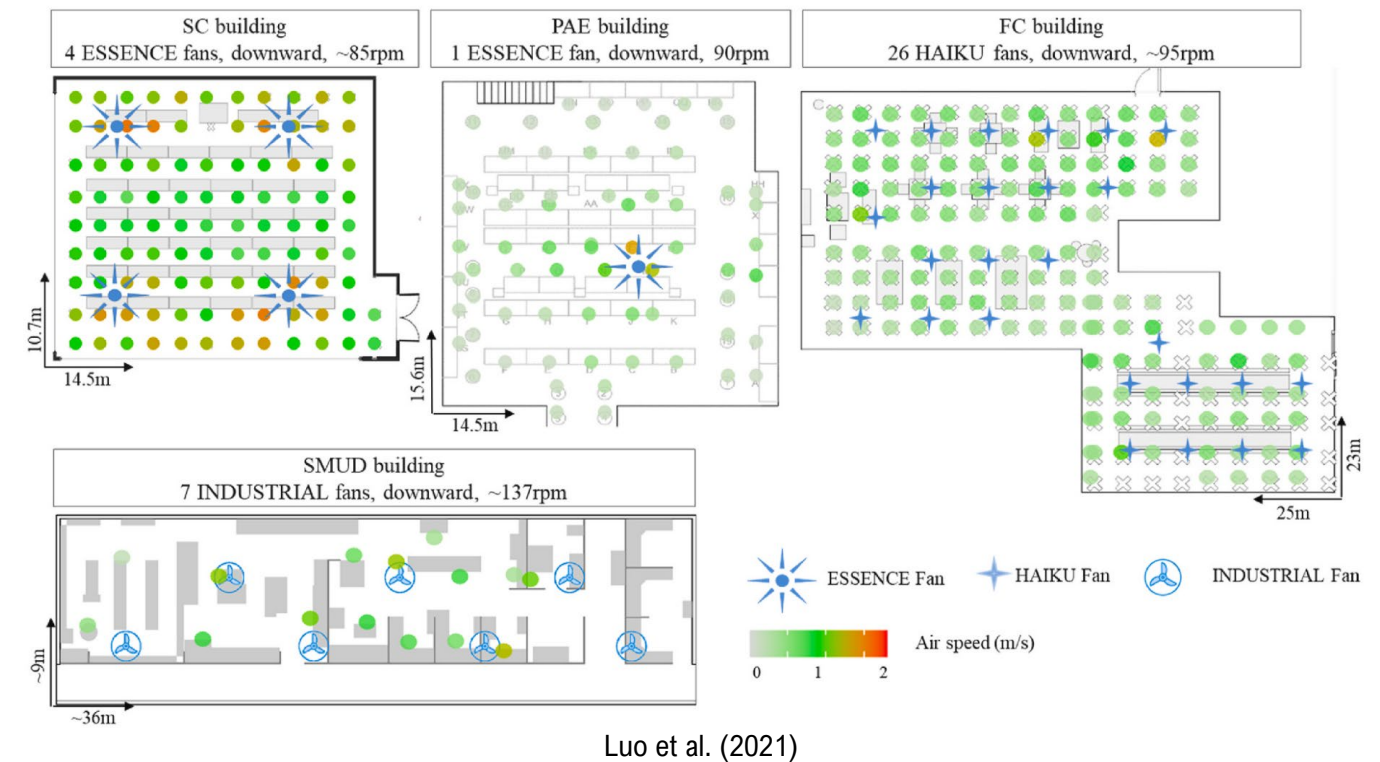 SC building
4 ESSENCE fans, downward, ~85rpm
PAE building
1 ESSENCE fan, downward, 90rpm
FC building
26 HAIKU fans, downward, ~95rpm
10.7m
14.5m
15.6m
14.5m
23m
25m
SMUD building
7 INDUSTRIAL fans, downward, ~137rpm
~9m
~36m
ESSENCE Fan
HAIKU Fan
INDUSTRIAL Fan
Air speed (m/s)
0 1 2
Luo et al. (2021)